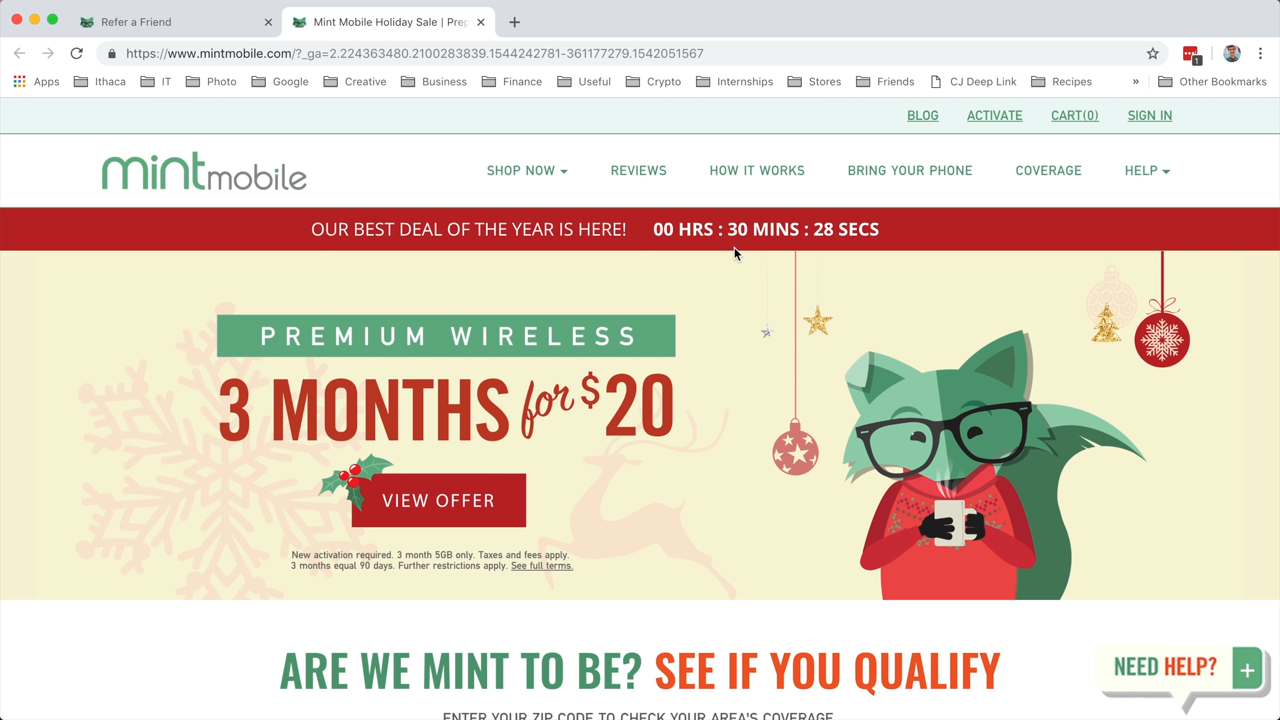 Refer a Friend
Mint Mobile Holiday Sale | Prep
https://www.mintmobile.com/?_ga=2.224363480.2100283839.1544242781-361177279.1542051567
1
Apps Ithaca IT Photo Google Creative Business Finance Useful Crypto Internships Stores Friends CJ Deep Link Recipes » Other Bookmarks
BLOG ACTIVATE CART(0) SIGN IN
mintmobile
SHOP NOW REVIEWS HOW IT WORKS BRING YOUR PHONE COVERAGE HELP
OUR BEST DEAL OF THE YEAR IS HERE! 00 HRS : 30 MINS : 28 SECS
PREMIUM WIRELESS
3 MONTHS for $20
VIEW OFFER
New activation required. 3 month 5GB only. Taxes and fees apply.
3 months equal 90 days. Further restrictions apply. See full terms.
ARE WE MINT TO BE? SEE IF YOU QUALIFY
NEED HELP? +
ENTER YOUR ZIP CODE TO CHECK YOUR AREA'S COVERAGE